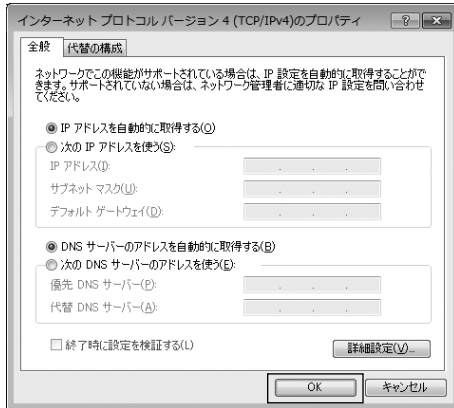 インターネット プロトコル バージョン 4 (TCP/IPv4)のプロパティ
全般
代替の構成
ネットワークでこの機能がサポートされている場合は、IP 設定を自動的に取得することがで
きます。サポートされていない場合は、ネットワーク管理者に適切な IP 設定を問い合わせ
てください。
IP アドレスを自動的に取得する(O)
次の IP アドレスを使う(S):
IP アドレス(I):
サブネット マスク(U):
デフォルト ゲートウェイ(D):
DNS サーバーのアドレスを自動的に取得する(B)
次の DNS サーバーのアドレスを使う(E):
優先 DNS サーバー(P):
代替 DNS サーバー(A):
終了時に設定を検証する(L)
詳細設定(V)...
OK
キャンセル